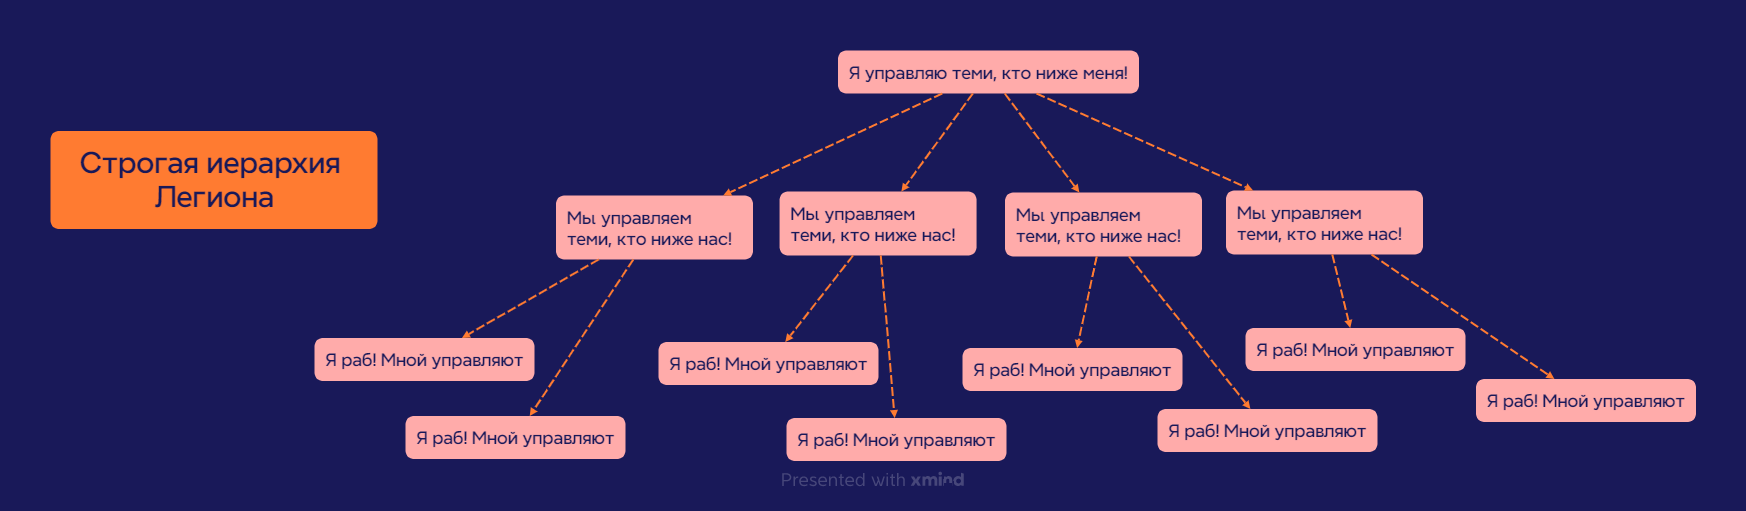 Я управляю теми, кто ниже меня!
Строгая иерархия
Легиона
Мы управляем
теми, кто ниже нас!
Мы управляем
теми, кто ниже нас!
Мы управляем
теми, кто ниже нас!
Мы управляем
теми, кто ниже нас!
Я раб! Мной управляют
Я раб! Мной управляют
Я раб! Мной управляют
Я раб! Мной управляют
Я раб! Мной управляют
Я раб! Мной управляют
Я раб! Мной управляют
Я раб! Мной управляют
Presented with xmind